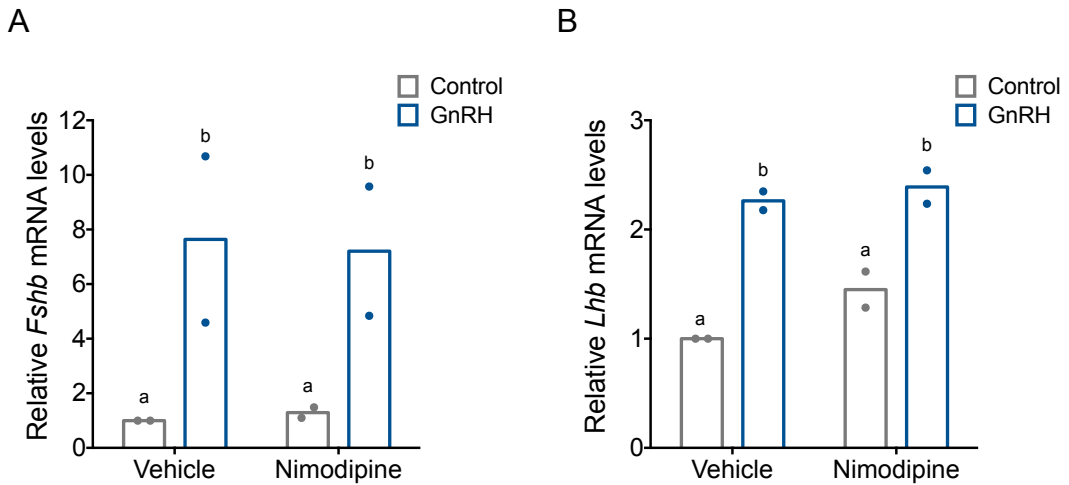 A
Control
GnRH
Relative Fshb mRNA levels
12
10
8
6
4
2
0
a
b
a
b
Vehicle
Nimodipine
B
Control
GnRH
Relative Lhb mRNA levels
3
2
1
0
a
b
a
b
Vehicle
Nimodipine